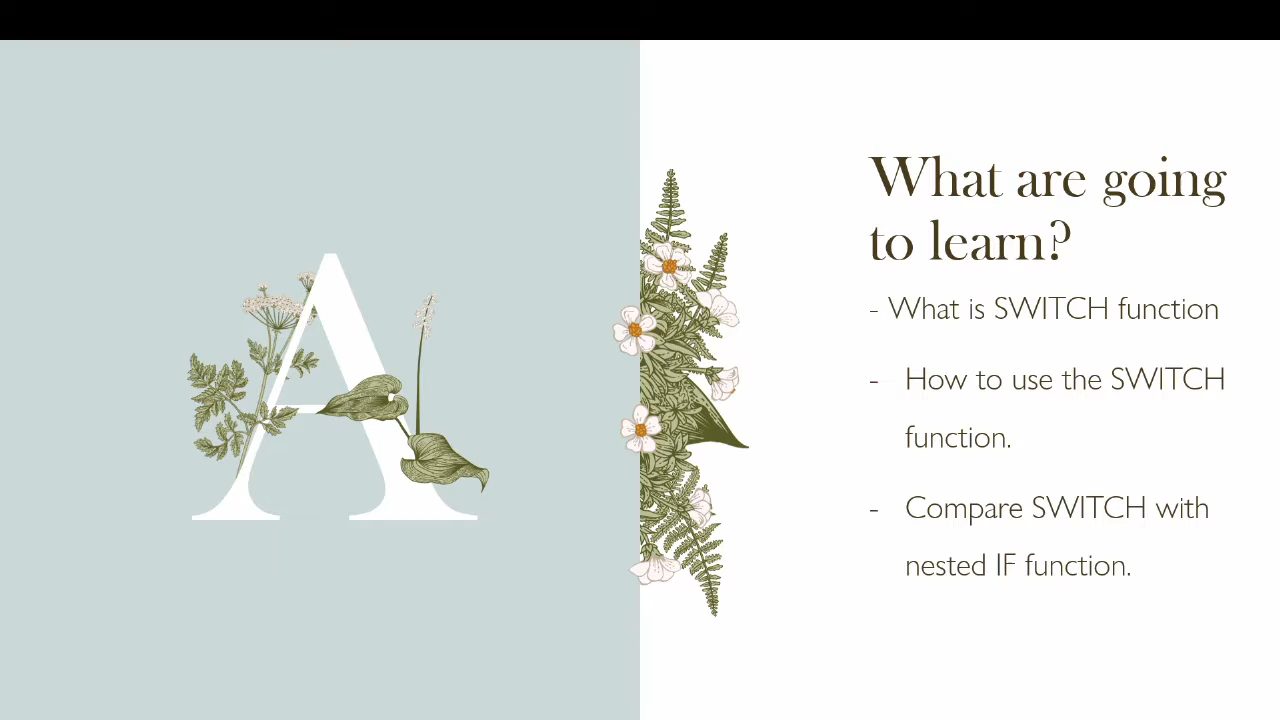 A
What are going
to learn?
- What is SWITCH function
- How to use the SWITCH
function.
- Compare SWITCH with
nested IF function.